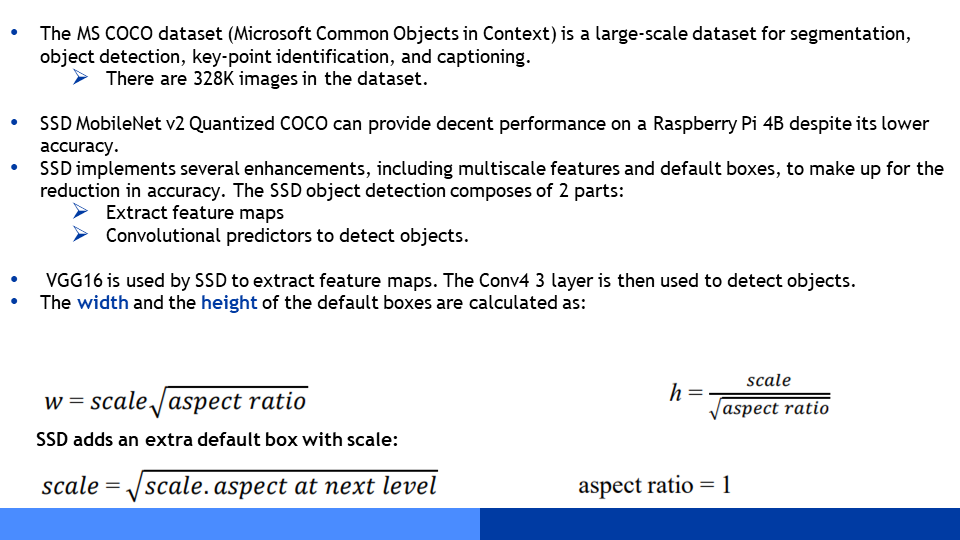 • The MS COCO dataset (Microsoft Common Objects in Context) is a large-scale dataset for segmentation,
object detection, key-point identification, and captioning.
➢ There are 328K images in the dataset.
• SSD MobileNet v2 Quantized COCO can provide decent performance on a Raspberry Pi 4B despite its lower
accuracy.
• SSD implements several enhancements, including multiscale features and default boxes, to make up for the
reduction in accuracy. The SSD object detection composes of 2 parts:
➢ Extract feature maps
➢ Convolutional predictors to detect objects.
• VGG16 is used by SSD to extract feature maps. The Conv4 3 layer is then used to detect objects.
• The width and the height of the default boxes are calculated as:
w = scale√aspect ratio
h = scale / √aspect ratio
SSD adds an extra default box with scale:
scale = √scale. aspect at next level
aspect ratio = 1